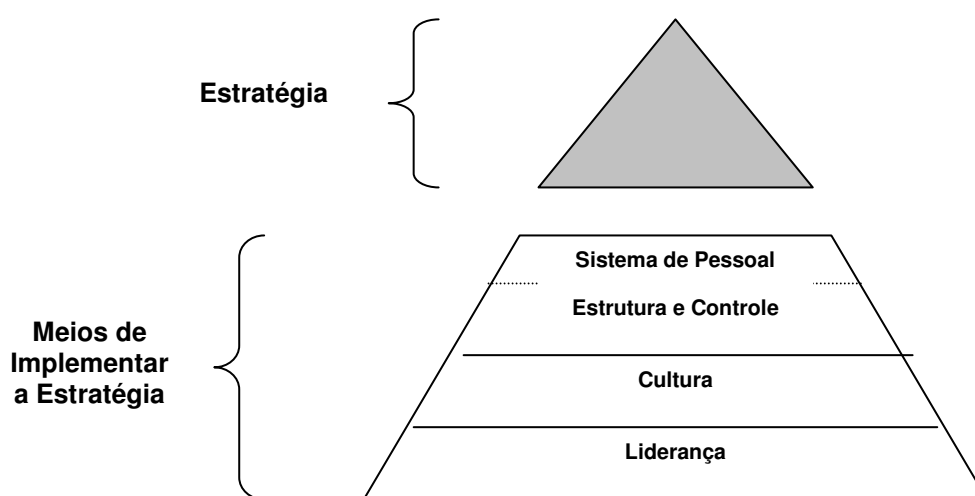 Estratégia
Sistema de Pessoal
Estrutura e Controle
Meios de
Implementar
a Estratégia
Cultura
Liderança